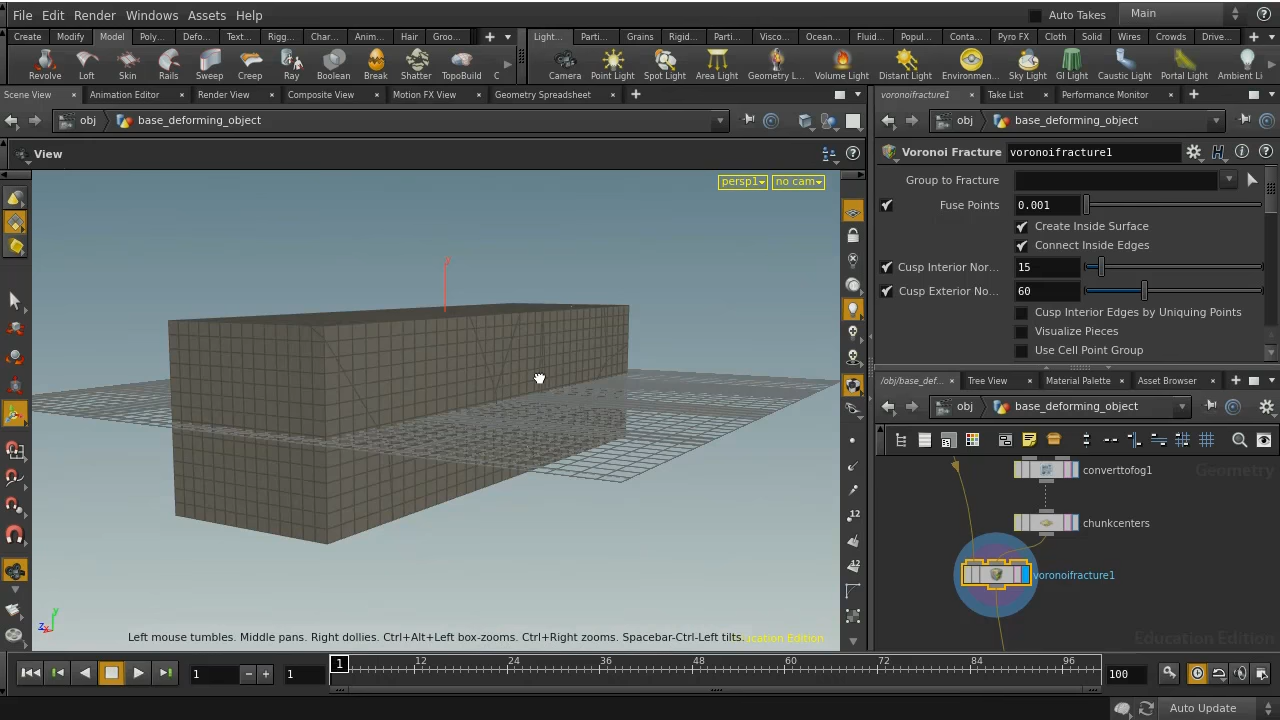 File Edit Render Windows Assets Help Auto Takes Main
Create Modify Model Poly... Defo... Text... Rigg... Char... Anim... Hair Groo... Light... Parti... Grains Rigid... Parti... Visco... Ocean... Fluid... Popul... Conta... Pyro FX Cloth Solid Wires Crowds Drive...
Revolve Loft Skin Rails Sweep Creep Ray Boolean Break Shatter TopoBuild C Camera Point Light Spot Light Area Light Geometry L... Volume Light Distant Light Environmen... Sky Light GI Light Caustic Light Portal Light Ambient Li
Scene View Animation Editor Render View Composite View Motion FX View Geometry Spreadsheet voronoifracture1 Take List Performance Monitor
obj base_deforming_object obj base_deforming_object
View Voronoi Fracture voronoifracture1
persp1 no cam Group to Fracture
Fuse Points 0.001
Create Inside Surface
Connect Inside Edges
Cusp Interior Nor... 15
Cusp Exterior No... 60
Cusp Interior Edges by Uniquing Points
Visualize Pieces
Use Cell Point Group
/obj/base_def... Tree View Material Palette Asset Browser
obj base_deforming_object
converttofog1 Geometry
chunkcenters
12
voronoifracture1
12
y
z x
Left mouse tumbles. Middle pans. Right dollies. Ctrl+Alt+Left box-zooms. Ctrl+Right zooms. Spacebar-Ctrl-Left tilts. Education Edition
Education Edition
1 1 1 12 24 36 48 60 72 84 96 100
Auto Update